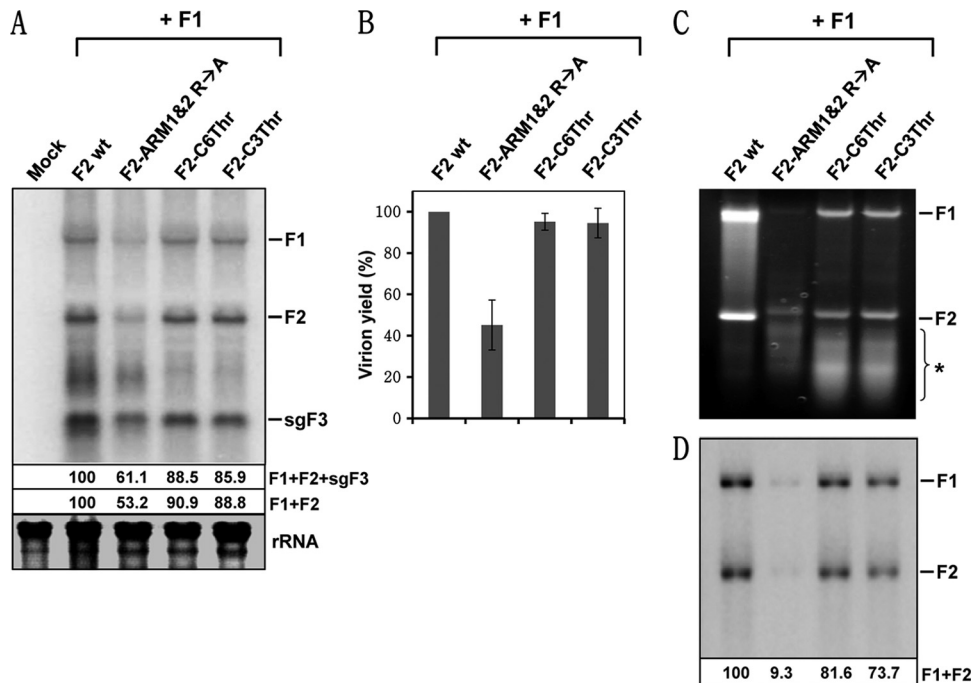 A
+ F1
Mock
F2 wt
F2-ARM1&2 R→A
F2-C6Thr
F2-C3Thr
F1
F2
sgF3
100 61.1 88.5 85.9 F1+F2+sgF3
100 53.2 90.9 88.8 F1+F2
rRNA
B
+ F1
F2 wt
F2-ARM1&2 R→A
F2-C6Thr
F2-C3Thr
Virion yield (%)
100
80
60
40
20
0
C
+ F1
F2 wt
F2-ARM1&2 R→A
F2-C6Thr
F2-C3Thr
F1
F2
*
D
F1
F2
100 9.3 81.6 73.7 F1+F2